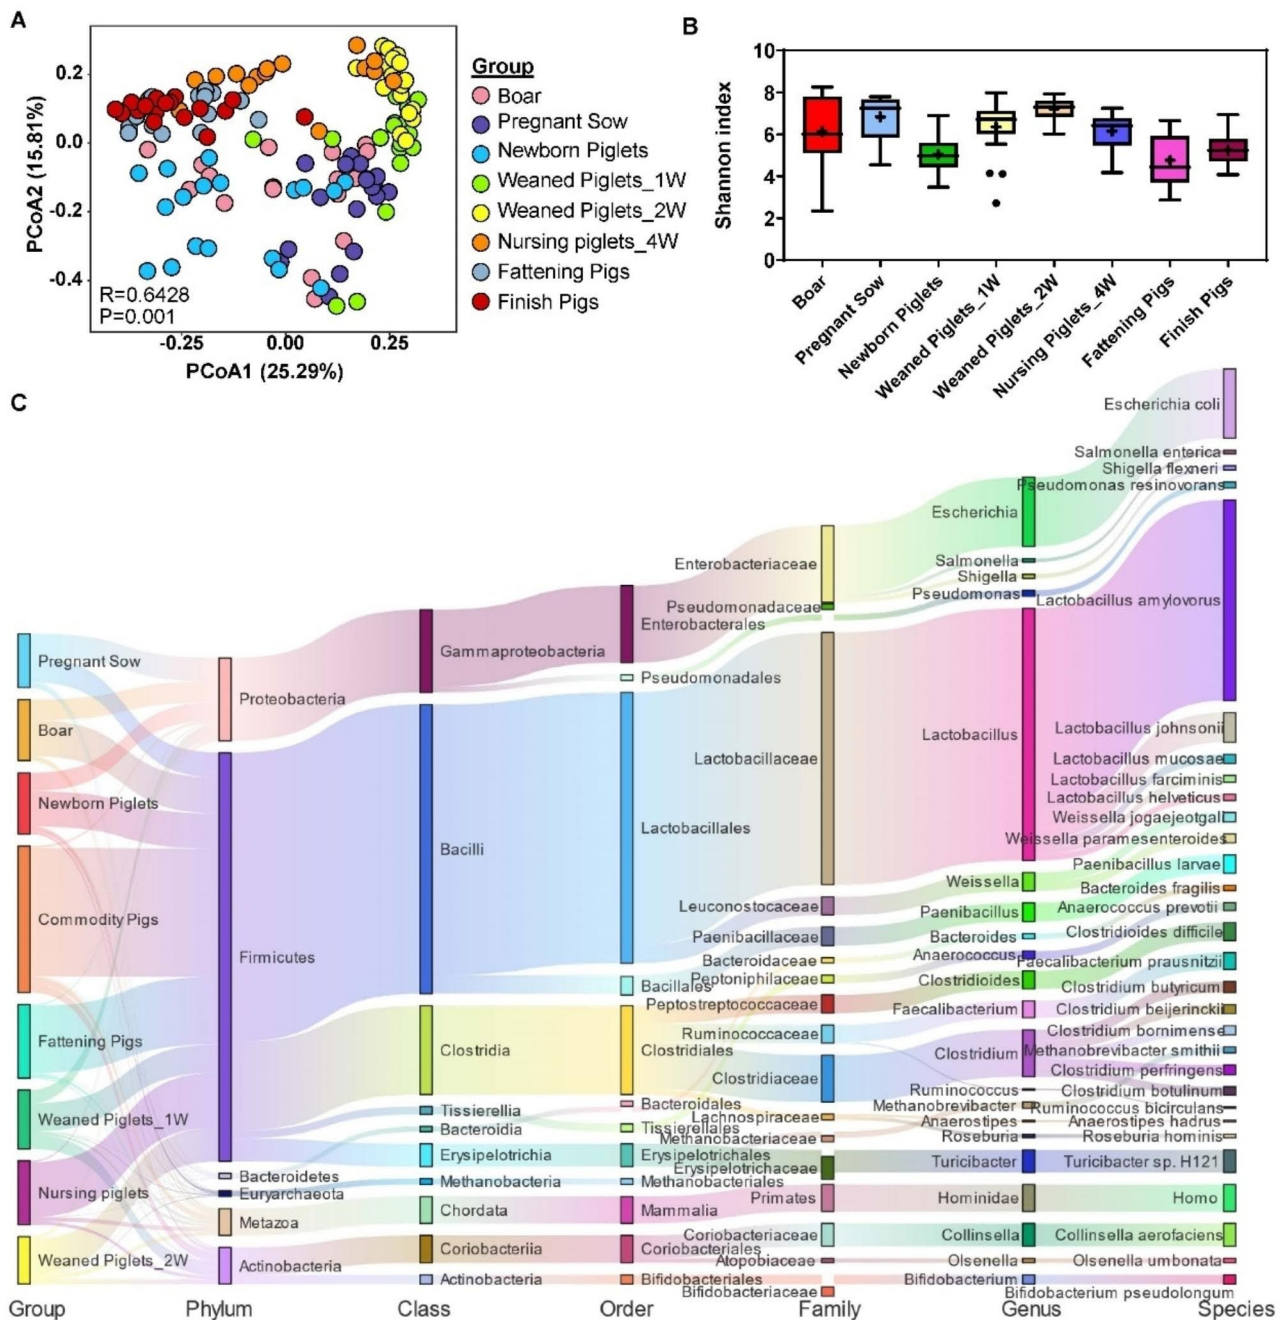 A
PCoA2 (15.81%)
0.2
0.0
-0.2
-0.4
R=0.6428
P=0.001
-0.25
0.00
0.25
PCoA1 (25.29%)
Group
Boar
Pregnant Sow
Newborn Piglets
Weaned Piglets_1W
Weaned Piglets_2W
Nursing piglets_4W
Fattening Pigs
Finish Pigs
B
Shannon index
10
8
6
4
2
0
Boar
Pregnant Sow
Newborn Piglets
Weaned Piglets_1W
Weaned Piglets_2W
Nursing Piglets_4W
Fattening Pigs
Finish Pigs
C
Pregnant Sow
Boar
Newborn Piglets
Commodity Pigs
Fattening Pigs
Weaned Piglets_1W
Nursing piglets
Weaned Piglets_2W
Group
Proteobacteria
Firmicutes
Bacteroidetes
Euryarchaeota
Metazoa
Actinobacteria
Phylum
Gammaproteobacteria
Bacilli
Clostridia
Tissierellia
Bacteroidia
Erysipelotrichia
Methanobacteria
Chordata
Coriobacteriia
Actinobacteria
Class
Enterobacterales
Pseudomonadales
Lactobacillales
Bacillales
Clostridiales
Bacteroidales
Tissierellales
Erysipelotrichales
Methanobacteriales
Mammalia
Coriobacteriales
Bifidobacteriales
Order
Enterobacteriaceae
Pseudomonadaceae
Lactobacillaceae
Leuconostocaceae
Paenibacillaceae
Bacteroidaceae
Peptoniphilaceae
Peptostreptococcaceae
Ruminococcaceae
Clostridiaceae
Lachnospiraceae
Methanobacteriaceae
Erysipelotrichaceae
Primates
Coriobacteriaceae
Atopobiaceae
Bifidobacteriaceae
Family
Escherichia
Salmonella
Shigella
Pseudomonas
Lactobacillus
Weissella
Paenibacillus
Bacteroides
Anaerococcus
Clostridioides
Faecalibacterium
Clostridium
Ruminococcus
Methanobrevibacter
Anaerostipes
Roseburia
Turicibacter
Hominidae
Collinsella
Olsenella
Bifidobacterium
Genus
Escherichia coli
Salmonella enterica
Shigella flexneri
Pseudomonas resinovorans
Lactobacillus amylovorus
Lactobacillus johnsonii
Lactobacillus mucosae
Lactobacillus farciminis
Lactobacillus helveticus
Weissella jogaejeotgali
Weissella paramesenteroides
Paenibacillus larvae
Bacteroides fragilis
Anaerococcus prevotii
Clostridioides difficile
Faecalibacterium prausnitzii
Clostridium butyricum
Clostridium beijerinckii
Clostridium bornimense
Methanobrevibacter smithii
Clostridium perfringens
Clostridium botulinum
Ruminococcus bicirculans
Anaerostipes hadrus
Roseburia hominis
Turicibacter sp. H121
Homo
Collinsella aerofaciens
Olsenella umbonata
Bifidobacterium pseudolongum
Species